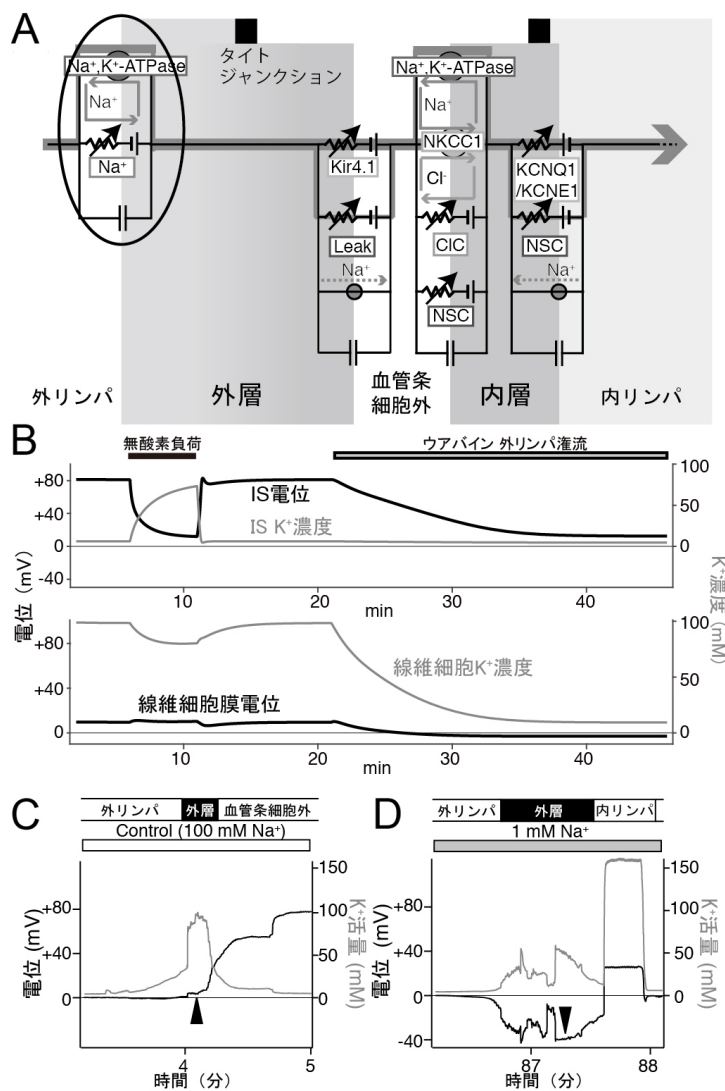 A
Na⁺,K⁺-ATPase
Na⁺
Na⁺
タイト
ジャンクション
Kir4.1
Leak
Na⁺
Na⁺,K⁺-ATPase
Na⁺
NKCC1
Cl⁻
ClC
NSC
KCNQ1
/KCNE1
NSC
Na⁺
外リンパ
外層
血管条
細胞外
内層
内リンパ
B
無酸素負荷
ウアバイン 外リンパ潅流
+80
+40
0
-40
IS電位
IS K⁺濃度
100
50
0
10
20
30
40
min
電位 (mV)
K⁺濃度 (mM)
+80
+40
0
線維細胞K⁺濃度
線維細胞膜電位
100
50
0
10
20
30
40
min
C
外リンパ
外層
血管条細胞外
Control (100 mM Na⁺)
電位 (mV)
+80
+40
0
150
100
50
0
K⁺活量 (mM)
4
5
時間（分）
D
外リンパ
外層
内リンパ
1 mM Na⁺
電位 (mV)
+80
+40
0
-40
150
100
50
0
K⁺活量 (mM)
87
88
時間（分）